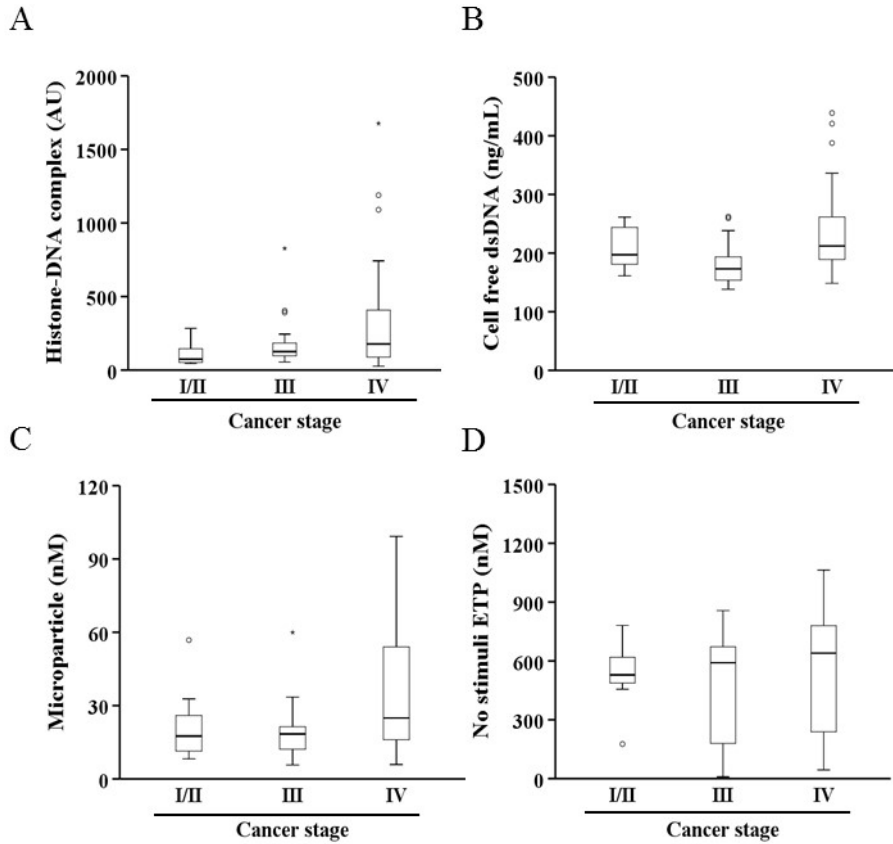 A
Histone-DNA complex (AU)
2000
1500
1000
500
0
I/II III IV
Cancer stage
B
Cell free dsDNA (ng/mL)
500
400
300
200
100
0
I/II III IV
Cancer stage
C
Microparticle (nM)
120
90
60
30
0
I/II III IV
Cancer stage
D
No stimuli ETP (nM)
1500
1200
900
600
300
0
I/II III IV
Cancer stage